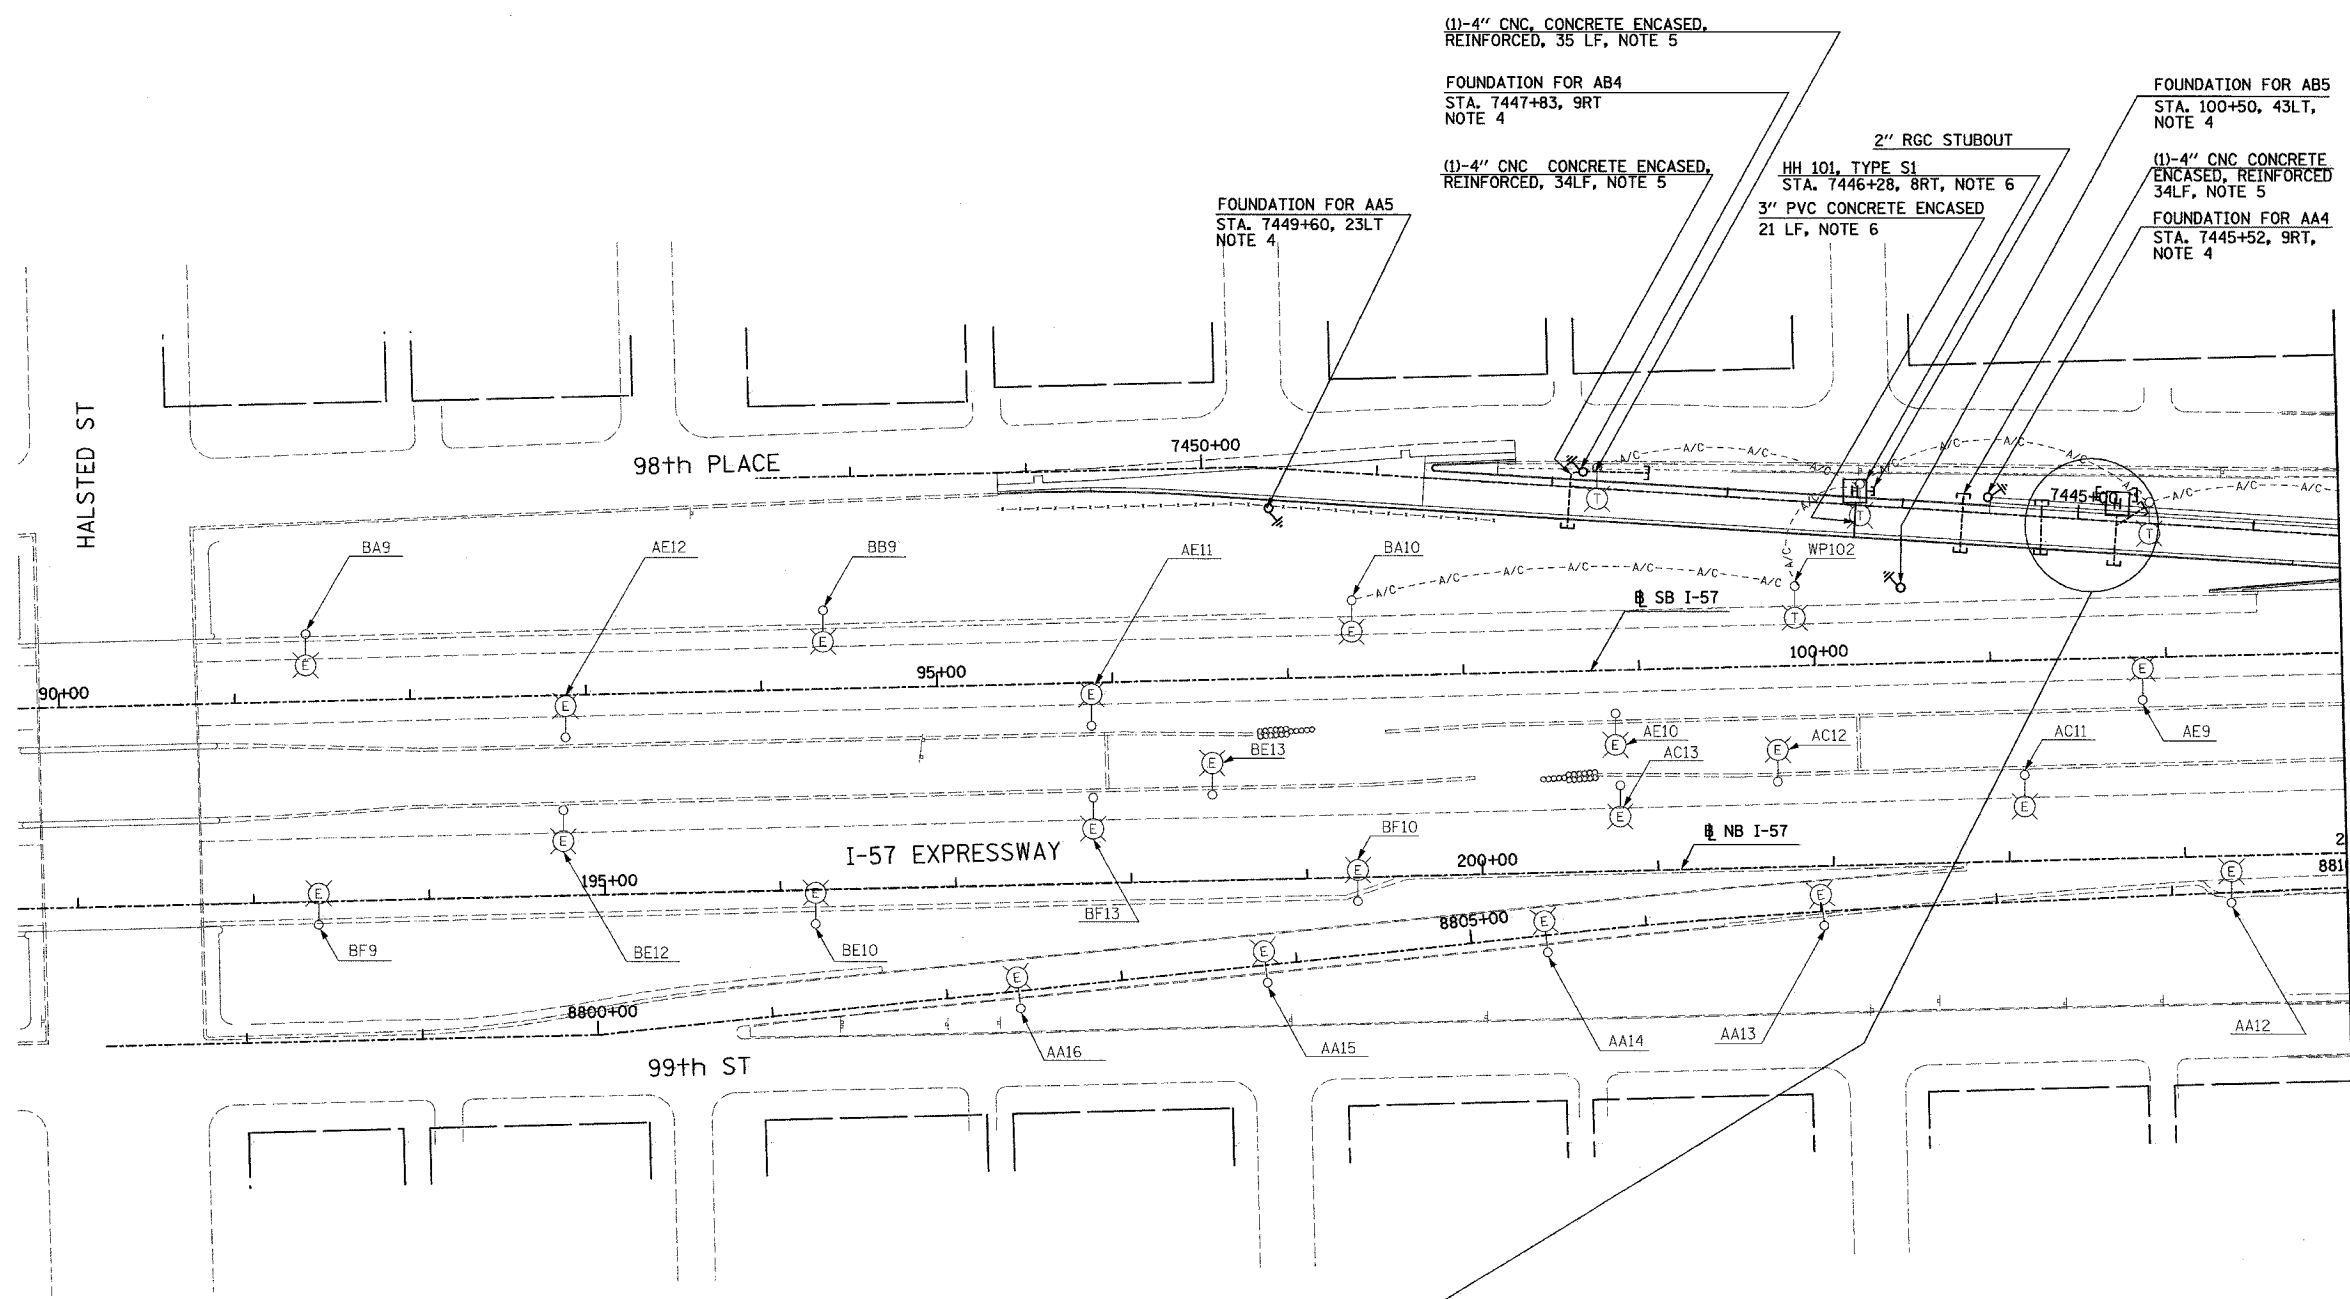 (1)-4" CNC, CONCRETE ENCASED,
REINFORCED, 35 LF, NOTE 5
FOUNDATION FOR AB4
STA. 7447+83, 9RT
NOTE 4
(1)-4" CNC CONCRETE ENCASED,
REINFORCED, 34LF, NOTE 5
FOUNDATION FOR AA5
STA. 7449+60, 23LT
NOTE 4
2" RGC STUBOUT
HH 101, TYPE S1
STA. 7446+28, 8RT, NOTE 6
3" PVC CONCRETE ENCASED
21 LF, NOTE 6
FOUNDATION FOR AB5
STA. 100+50, 43LT,
NOTE 4
(1)-4" CNC CONCRETE
ENCASED, REINFORCED
34LF, NOTE 5
FOUNDATION FOR AA4
STA. 7445+52, 9RT,
NOTE 4
HALSTED ST
98th PLACE
7450+00
A/C A/C A/C A/C
A/C A/C A/C A/C
A/C A/C A/C
H
H
T
T
T
7445+00
BA9
AE12
BB9
AE11
BA10
WP102
A/C A/C A/C A/C A/C A/C A/C
A/C A/C
E
E
E
T
SB I-57
90+00
95+00
100+00
E
E
E
BE13
AE10
AC13
AC12
AC11
AE9
E
E
E
E
E
E
E
I-57 EXPRESSWAY
BF10
200+00
NB I-57
2
881
195+00
E
E
E
E
E
E
E
E
BF13
8805+00
BF9
BE12
BE10
8800+00
AA16
AA15
AA14
AA13
AA12
99th ST